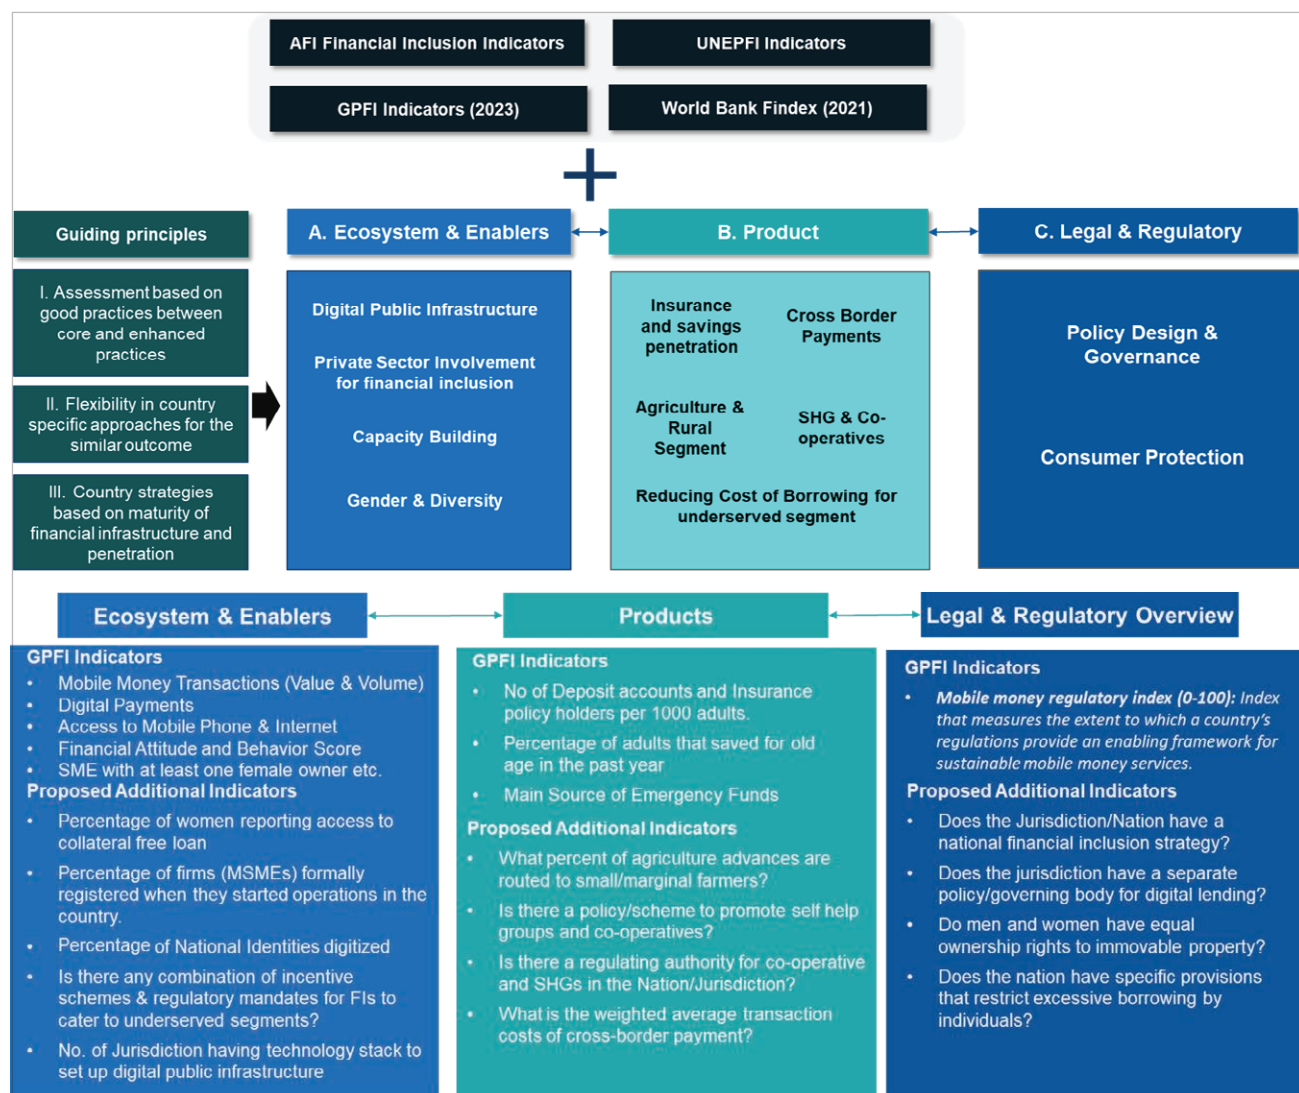 AFI Financial Inclusion Indicators
UNEPFI Indicators
GPFI Indicators (2023)
World Bank Findex (2021)
Guiding principles
I. Assessment based on
good practices between
core and enhanced
practices
II. Flexibility in country
specific approaches for the
similar outcome
III. Country strategies
based on maturity of
financial infrastructure and
penetration
A. Ecosystem & Enablers
Digital Public Infrastructure
Private Sector Involvement
for financial inclusion
Capacity Building
Gender & Diversity
B. Product
Insurance
and savings
penetration
Cross Border
Payments
Agriculture &
Rural
Segment
SHG & Co-
operatives
Reducing Cost of Borrowing for
underserved segment
C. Legal & Regulatory
Policy Design &
Governance
Consumer Protection
Ecosystem & Enablers
GPFI Indicators
• Mobile Money Transactions (Value & Volume)
• Digital Payments
• Access to Mobile Phone & Internet
• Financial Attitude and Behavior Score
• SME with at least one female owner etc.
Proposed Additional Indicators
• Percentage of women reporting access to
collateral free loan
• Percentage of firms (MSMEs) formally
registered when they started operations in the
country.
• Percentage of National Identities digitized
• Is there any combination of incentive
schemes & regulatory mandates for FIs to
cater to underserved segments?
• No. of Jurisdiction having technology stack to
set up digital public infrastructure
Products
GPFI Indicators
• No of Deposit accounts and Insurance
policy holders per 1000 adults.
• Percentage of adults that saved for old
age in the past year
• Main Source of Emergency Funds
Proposed Additional Indicators
• What percent of agriculture advances are
routed to small/marginal farmers?
• Is there a policy/scheme to promote self help
groups and co-operatives?
• Is there a regulating authority for co-operative
and SHGs in the Nation/Jurisdiction?
• What is the weighted average transaction
costs of cross-border payment?
Legal & Regulatory Overview
GPFI Indicators
• Mobile money regulatory index (0-100): Index
that measures the extent to which a country's
regulations provide an enabling framework for
sustainable mobile money services.
Proposed Additional Indicators
• Does the Jurisdiction/Nation have a
national financial inclusion strategy?
• Does the jurisdiction have a separate
policy/governing body for digital lending?
• Do men and women have equal
ownership rights to immovable property?
• Does the nation have specific provisions
that restrict excessive borrowing by
individuals?